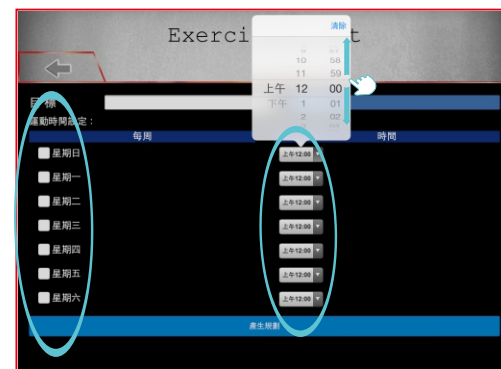 Exerci t
清除
10 58
11 59
上午 12 00
下午 1 01
2 02
目標
運動時間設定：
每周 時間
星期日 上午12:00
星期一 上午12:00
星期二 上午12:00
星期三 上午12:00
星期四 上午12:00
星期五 上午12:00
星期六 上午12:00
產生規劃